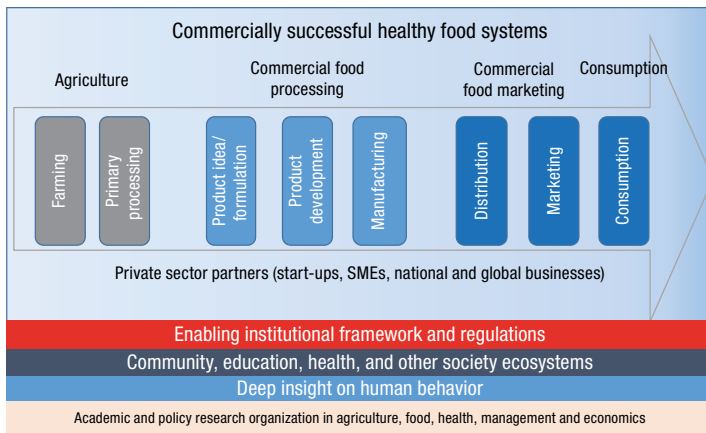 Commercially successful healthy food systems
Agriculture
Commercial food
processing
Commercial
food marketing
Consumption
Farming
Primary
processing
Product idea/
formulation
Product
development
Manufacturing
Distribution
Marketing
Consumption
Private sector partners (start-ups, SMEs, national and global businesses)
Enabling institutional framework and regulations
Community, education, health, and other society ecosystems
Deep insight on human behavior
Academic and policy research organization in agriculture, food, health, management and economics